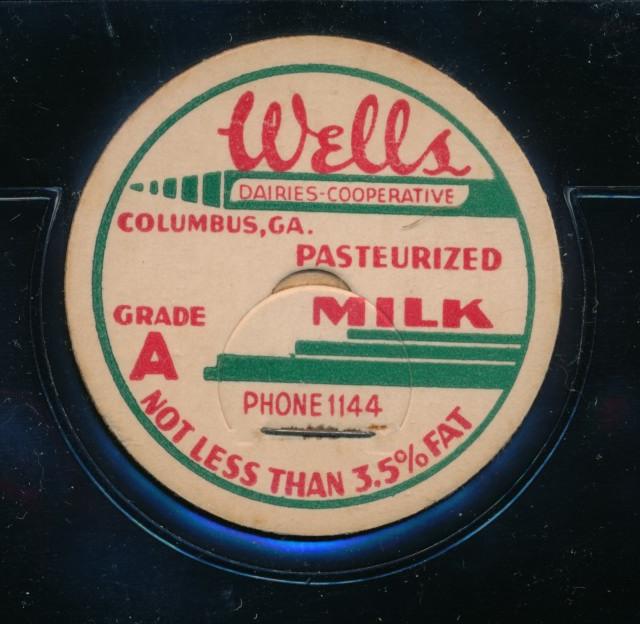 Wells
DAIRIES-COOPERATIVE
COLUMBUS, GA.
PASTEURIZED
GRADE A
MILK
PHONE 1144
NOT LESS THAN 3.5% FAT